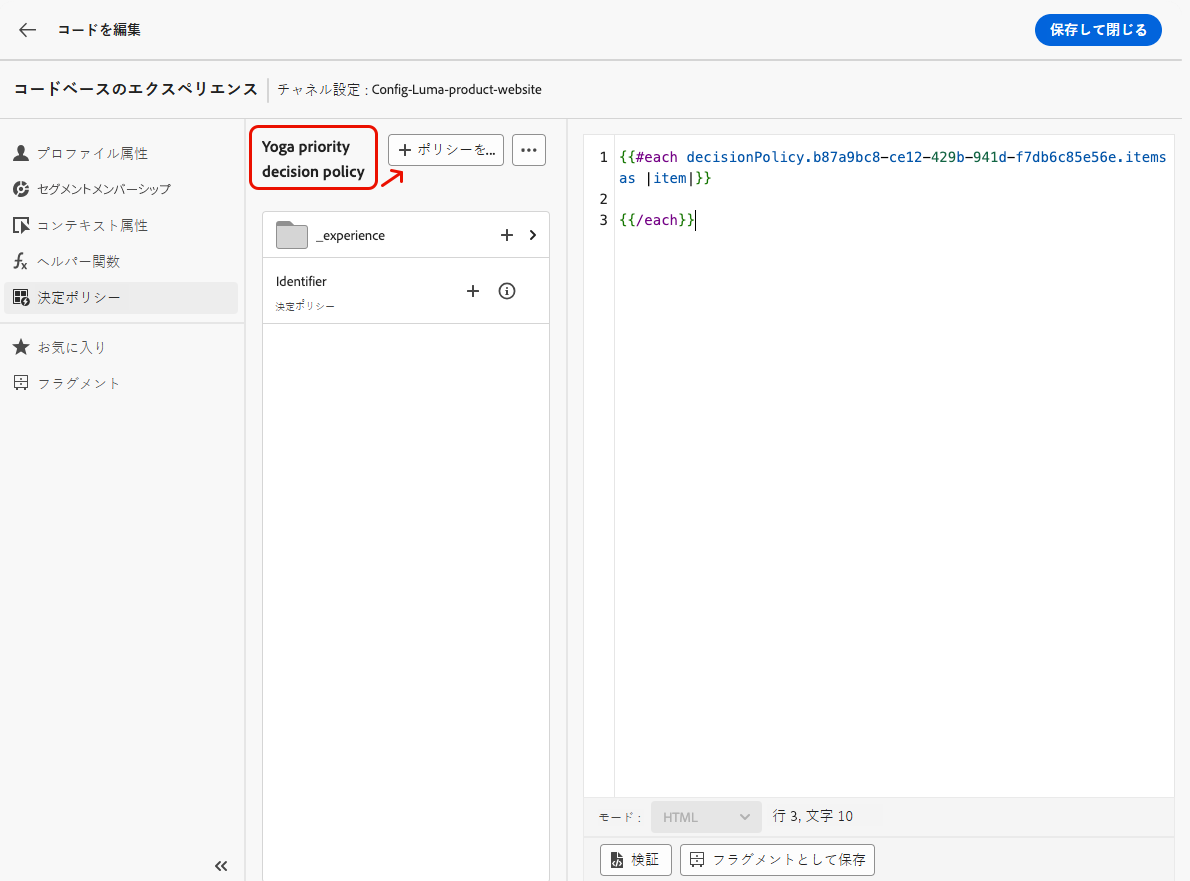 コードを編集
保存して閉じる
コードベースのエクスペリエンス
チャネル設定 : Config-Luma-product-website
プロファイル属性
セグメントメンバーシップ
コンテキスト属性
ヘルパー関数
決定ポリシー
お気に入り
フラグメント
Yoga priority
decision policy
ポリシーを...
_experience
Identifier
決定ポリシー
1 {{#each decisionPolicy.b87a9bc8-ce12-429b-941d-f7db6c85e56e.items
as |item|}}
2
3 {{/each}}
モード :
HTML
行 3, 文字 10
検証
フラグメントとして保存